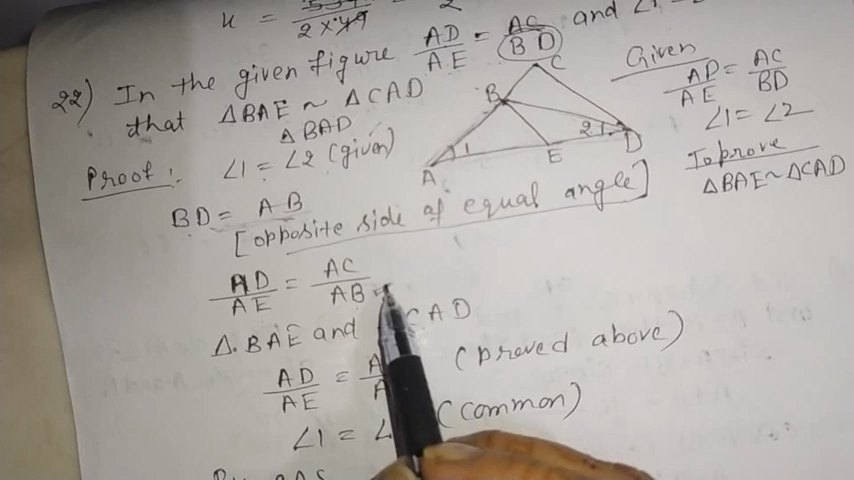 u = / 2 × 49
22) In the given figure AD/AE = AC/BD and ∠1 =
that ΔBAE ~ ΔCAD
ΔBAD
Proof: ∠1 = ∠2 (given)
BD = AB
[opposite side of equal angle]
AD/AE = AC/AB =
Δ. BAE and CAD
AD/AE = A/A (proved above)
∠1 = ∠ (common)
A
B
C
D
E
1
2
Given
AD/AE = AC/BD
∠1 = ∠2
To prove
ΔBAE ~ ΔCAD